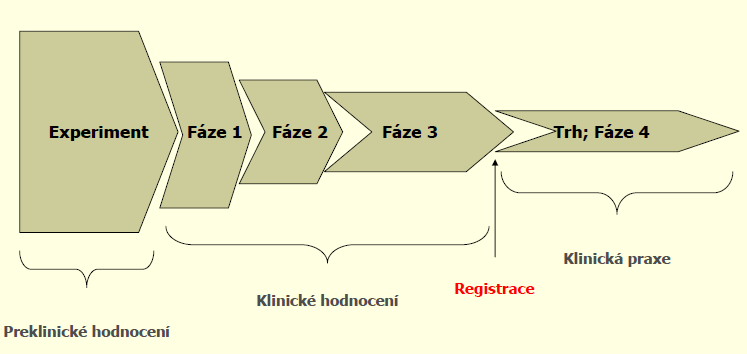 Experiment
Fáze 1
Fáze 2
Fáze 3
Trh; Fáze 4
Klinická praxe
Registrace
Klinické hodnocení
Preklinické hodnocení